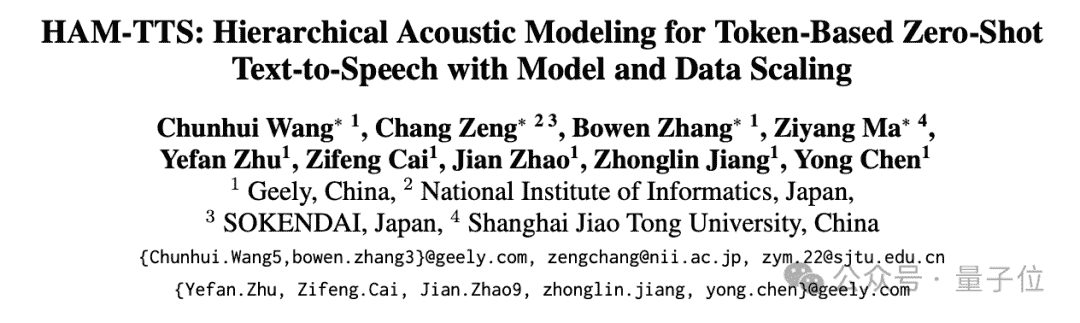 HAM-TTS: Hierarchical Acoustic Modeling for Token-Based Zero-Shot
Text-to-Speech with Model and Data Scaling
Chunhui Wang* 1, Chang Zeng* 2 3, Bowen Zhang* 1, Ziyang Ma* 4,
Yefan Zhu1, Zifeng Cai1, Jian Zhao1, Zhonglin Jiang1, Yong Chen1
1 Geely, China, 2 National Institute of Informatics, Japan,
3 SOKENDAI, Japan, 4 Shanghai Jiao Tong University, China
{Chunhui.Wang5,bowen.zhang3}@geely.com, zengchang@nii.ac.jp, zym.22@sjtu.edu.cn
{Yefan.Zhu, Zifeng.Cai, Jian.Zhao9, zhonglin.jiang, yong.chen}@geely.com
公众号 · 量子位